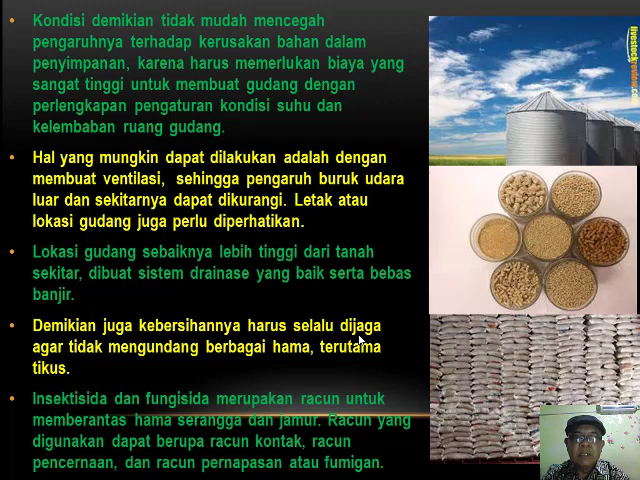 Kondisi demikian tidak mudah mencegah
pengaruhnya terhadap kerusakan bahan dalam
penyimpanan, karena harus memerlukan biaya yang
sangat tinggi untuk membuat gudang dengan
perlengkapan pengaturan kondisi suhu dan
kelembaban ruang gudang.
Hal yang mungkin dapat dilakukan adalah dengan
membuat ventilasi, sehingga pengaruh buruk udara
luar dan sekitarnya dapat dikurangi. Letak atau
lokasi gudang juga perlu diperhatikan.
Lokasi gudang sebaiknya lebih tinggi dari tanah
sekitar, dibuat sistem drainase yang baik serta bebas
banjir.
Demikian juga kebersihannya harus selalu dijaga
agar tidak mengundang berbagai hama, terutama
tikus.
Insektisida dan fungisida merupakan racun untuk
memberantas hama serangga dan jamur. Racun yang
digunakan dapat berupa racun kontak, racun
pencernaan, dan racun pernapasan atau fumigan.
livestockreview.co